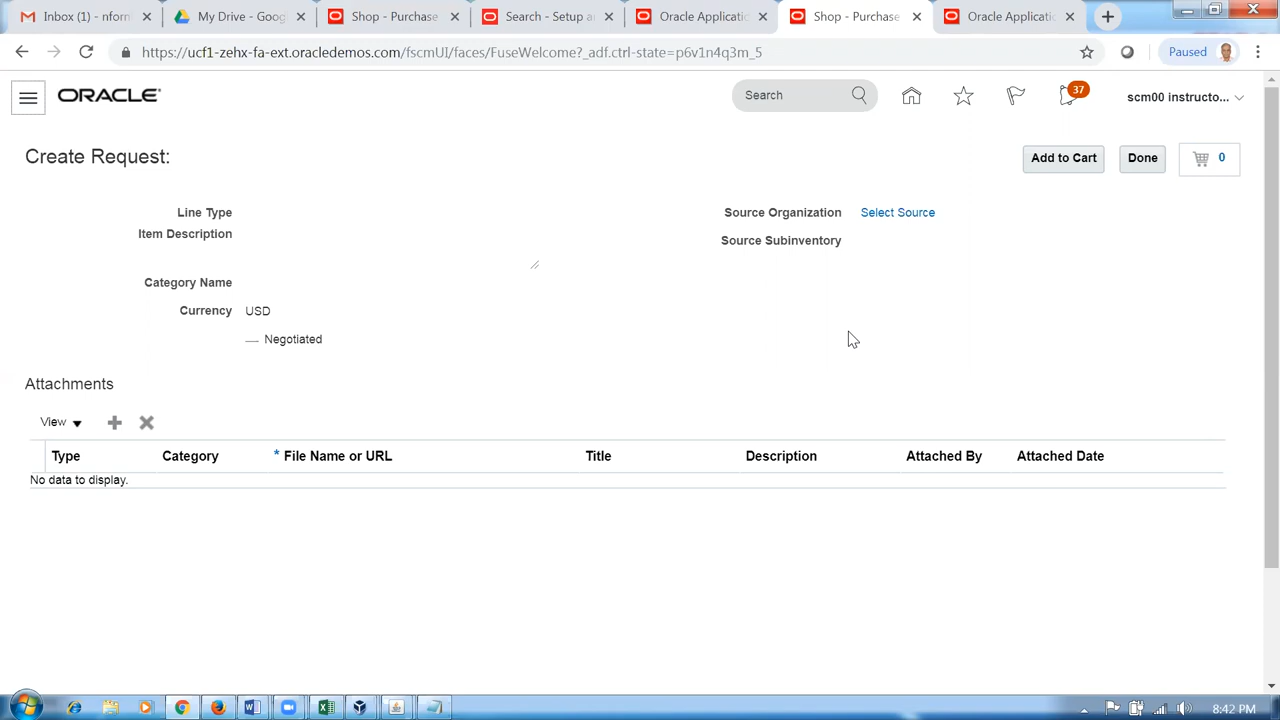 Inbox (1) - nforn
My Drive - Goog
Shop - Purchase
Oracle Applicati
Shop - Purchase
Oracle Applicati
https://ucf1-zehx-fa-ext.oracledemos.com/fscmUI/faces/FuseWelcome?_adf.ctrl-state=p6v1n4q3m_5
Paused
ORACLE
Search
37
scm00 instructo...
Create Request:
Add to Cart
Done
0
Line Type
Source Organization
Select Source
Item Description
Source Subinventory
Category Name
Currency
USD
Negotiated
Attachments
View
Type
Category
* File Name or URL
Title
Description
Attached By
Attached Date
No data to display.
8:42 PM